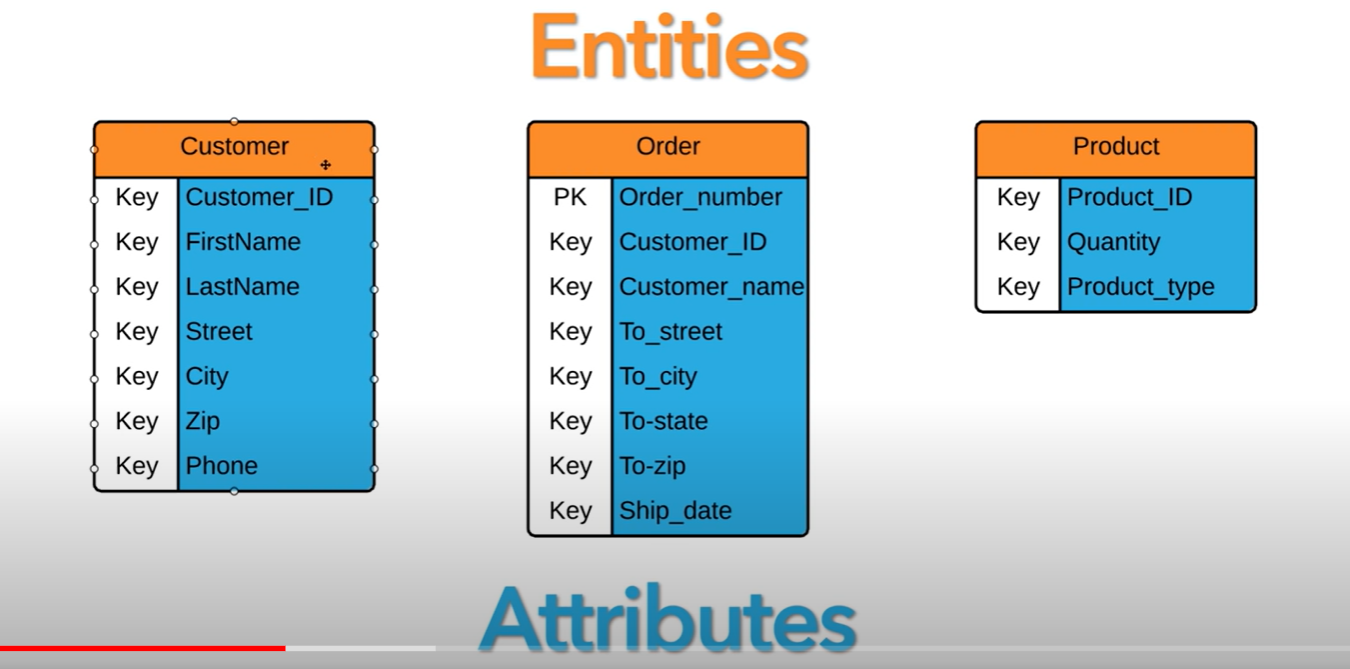 Entities
Customer
Key Customer_ID
Key FirstName
Key LastName
Key Street
Key City
Key Zip
Key Phone
Order
PK Order_number
Key Customer_ID
Key Customer_name
Key To_street
Key To_city
Key To-state
Key To-zip
Key Ship_date
Product
Key Product_ID
Key Quantity
Key Product_type
Attributes